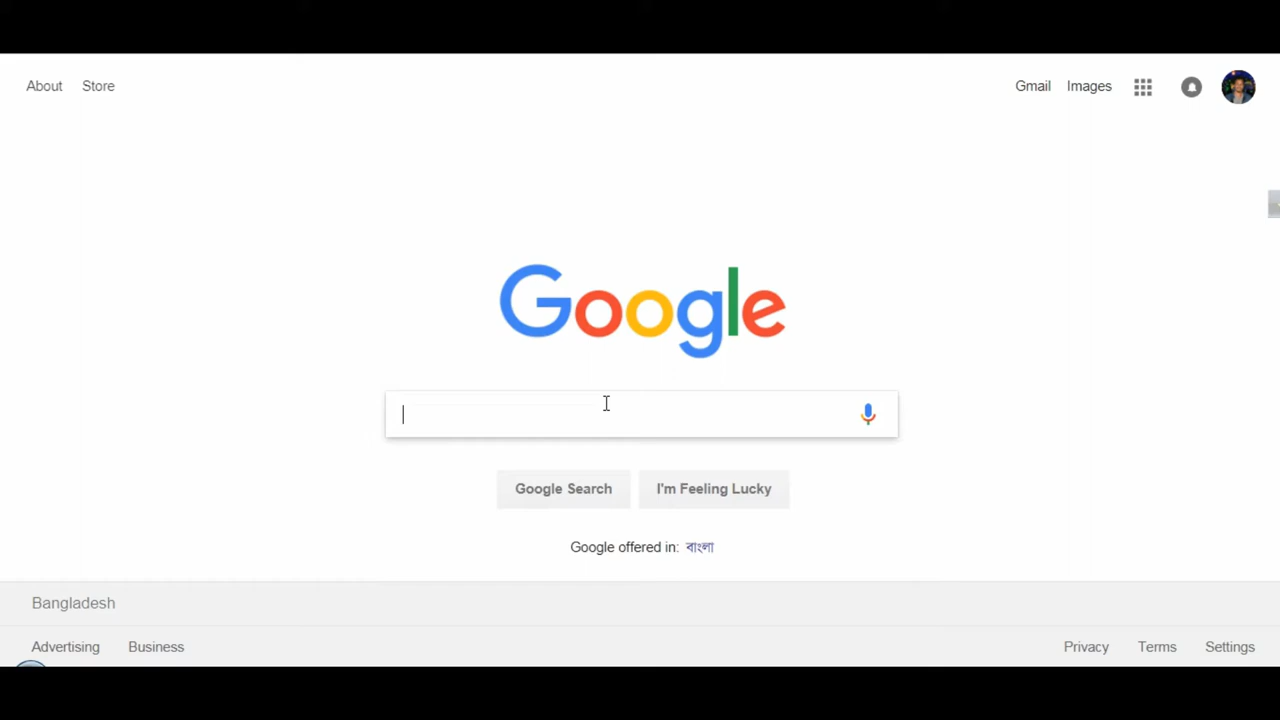 About Store Gmail Images
Google
Google Search I'm Feeling Lucky
Google offered in: বাংলা
Bangladesh
Advertising Business Privacy Terms Settings